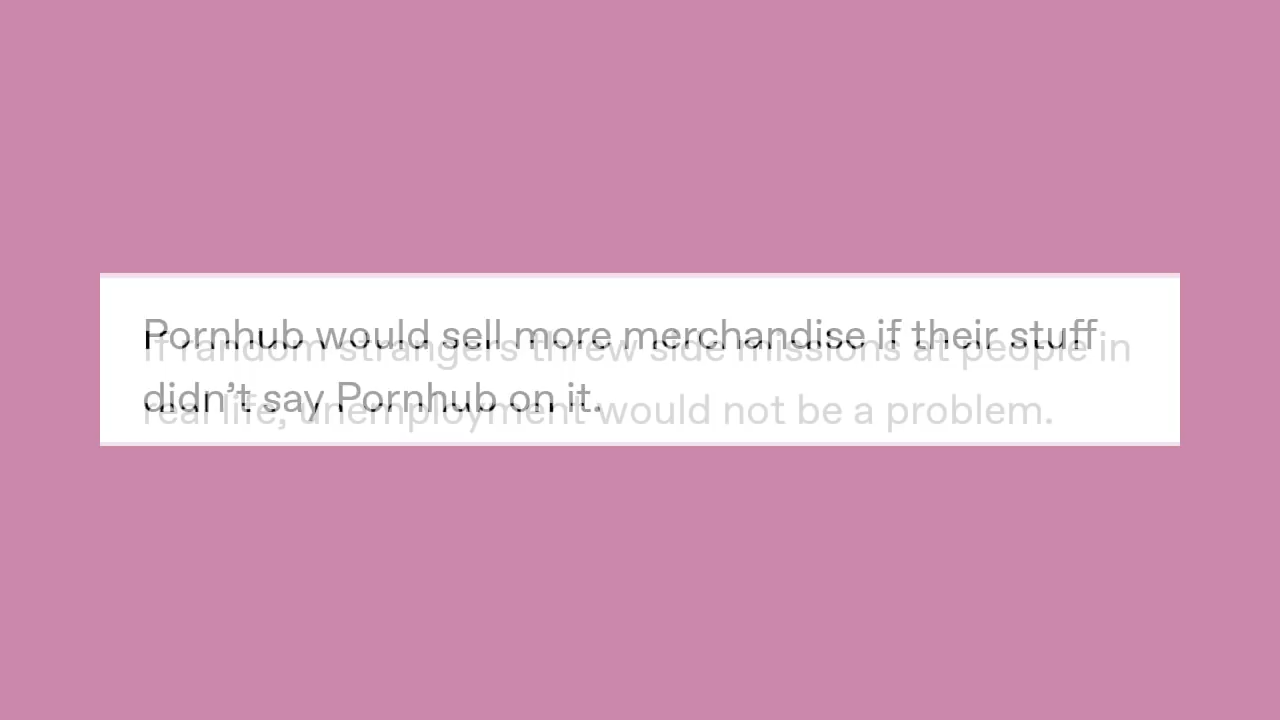 Pornhub would sell more merchandise if their stuff
didn’t say Pornhub on it.
If random strangers threw side missions at people in
real life, unemployment would not be a problem.